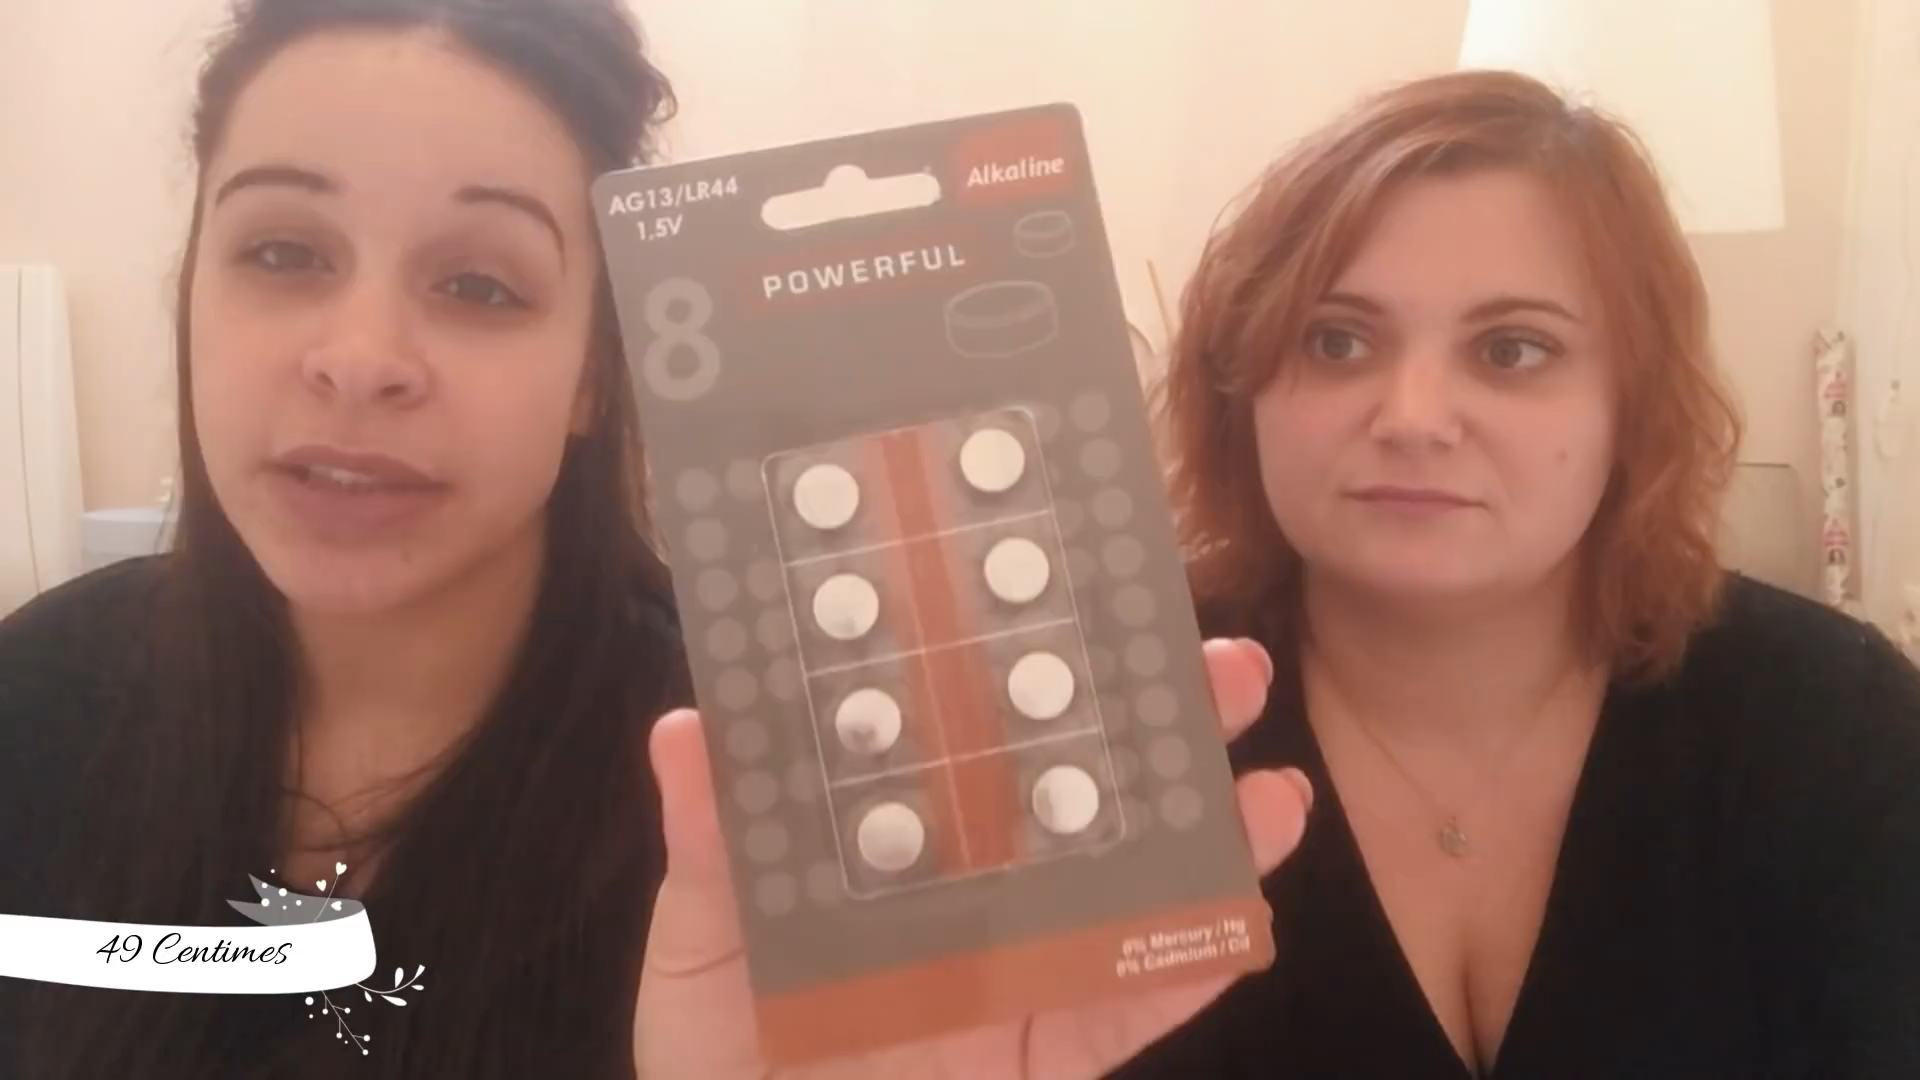 AG13/LR44
1.5V
Alkaline
POWERFUL
8
0% Mercury / Hg
0% Cadmium / Cd
49 Centimes